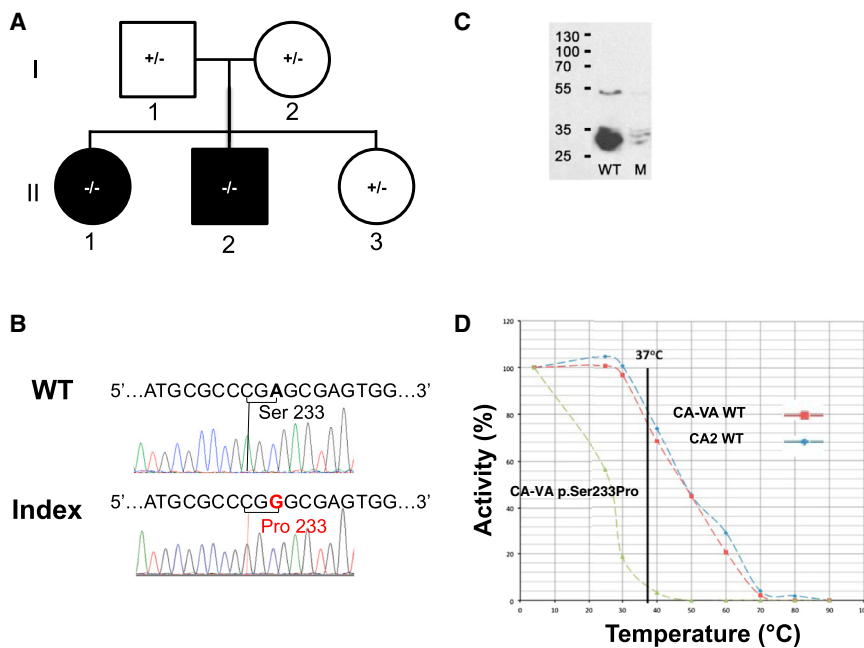 A
I
+/-
+/-
1
2
II
-/-
-/-
+/-
1
2
3
B
WT
5'...ATGCGCCCGAGCGAGTGG...3'
Ser 233
Index
5'...ATGCGCCCGGGCGAGTGG...3'
Pro 233
C
130
100
70
55
35
25
WT M
D
120
100
80
60
40
20
0
Activity (%)
37°C
CA-VA WT
CA2 WT
CA-VA p.Ser233Pro
0 10 20 30 40 50 60 70 80 90 100
Temperature (°C)